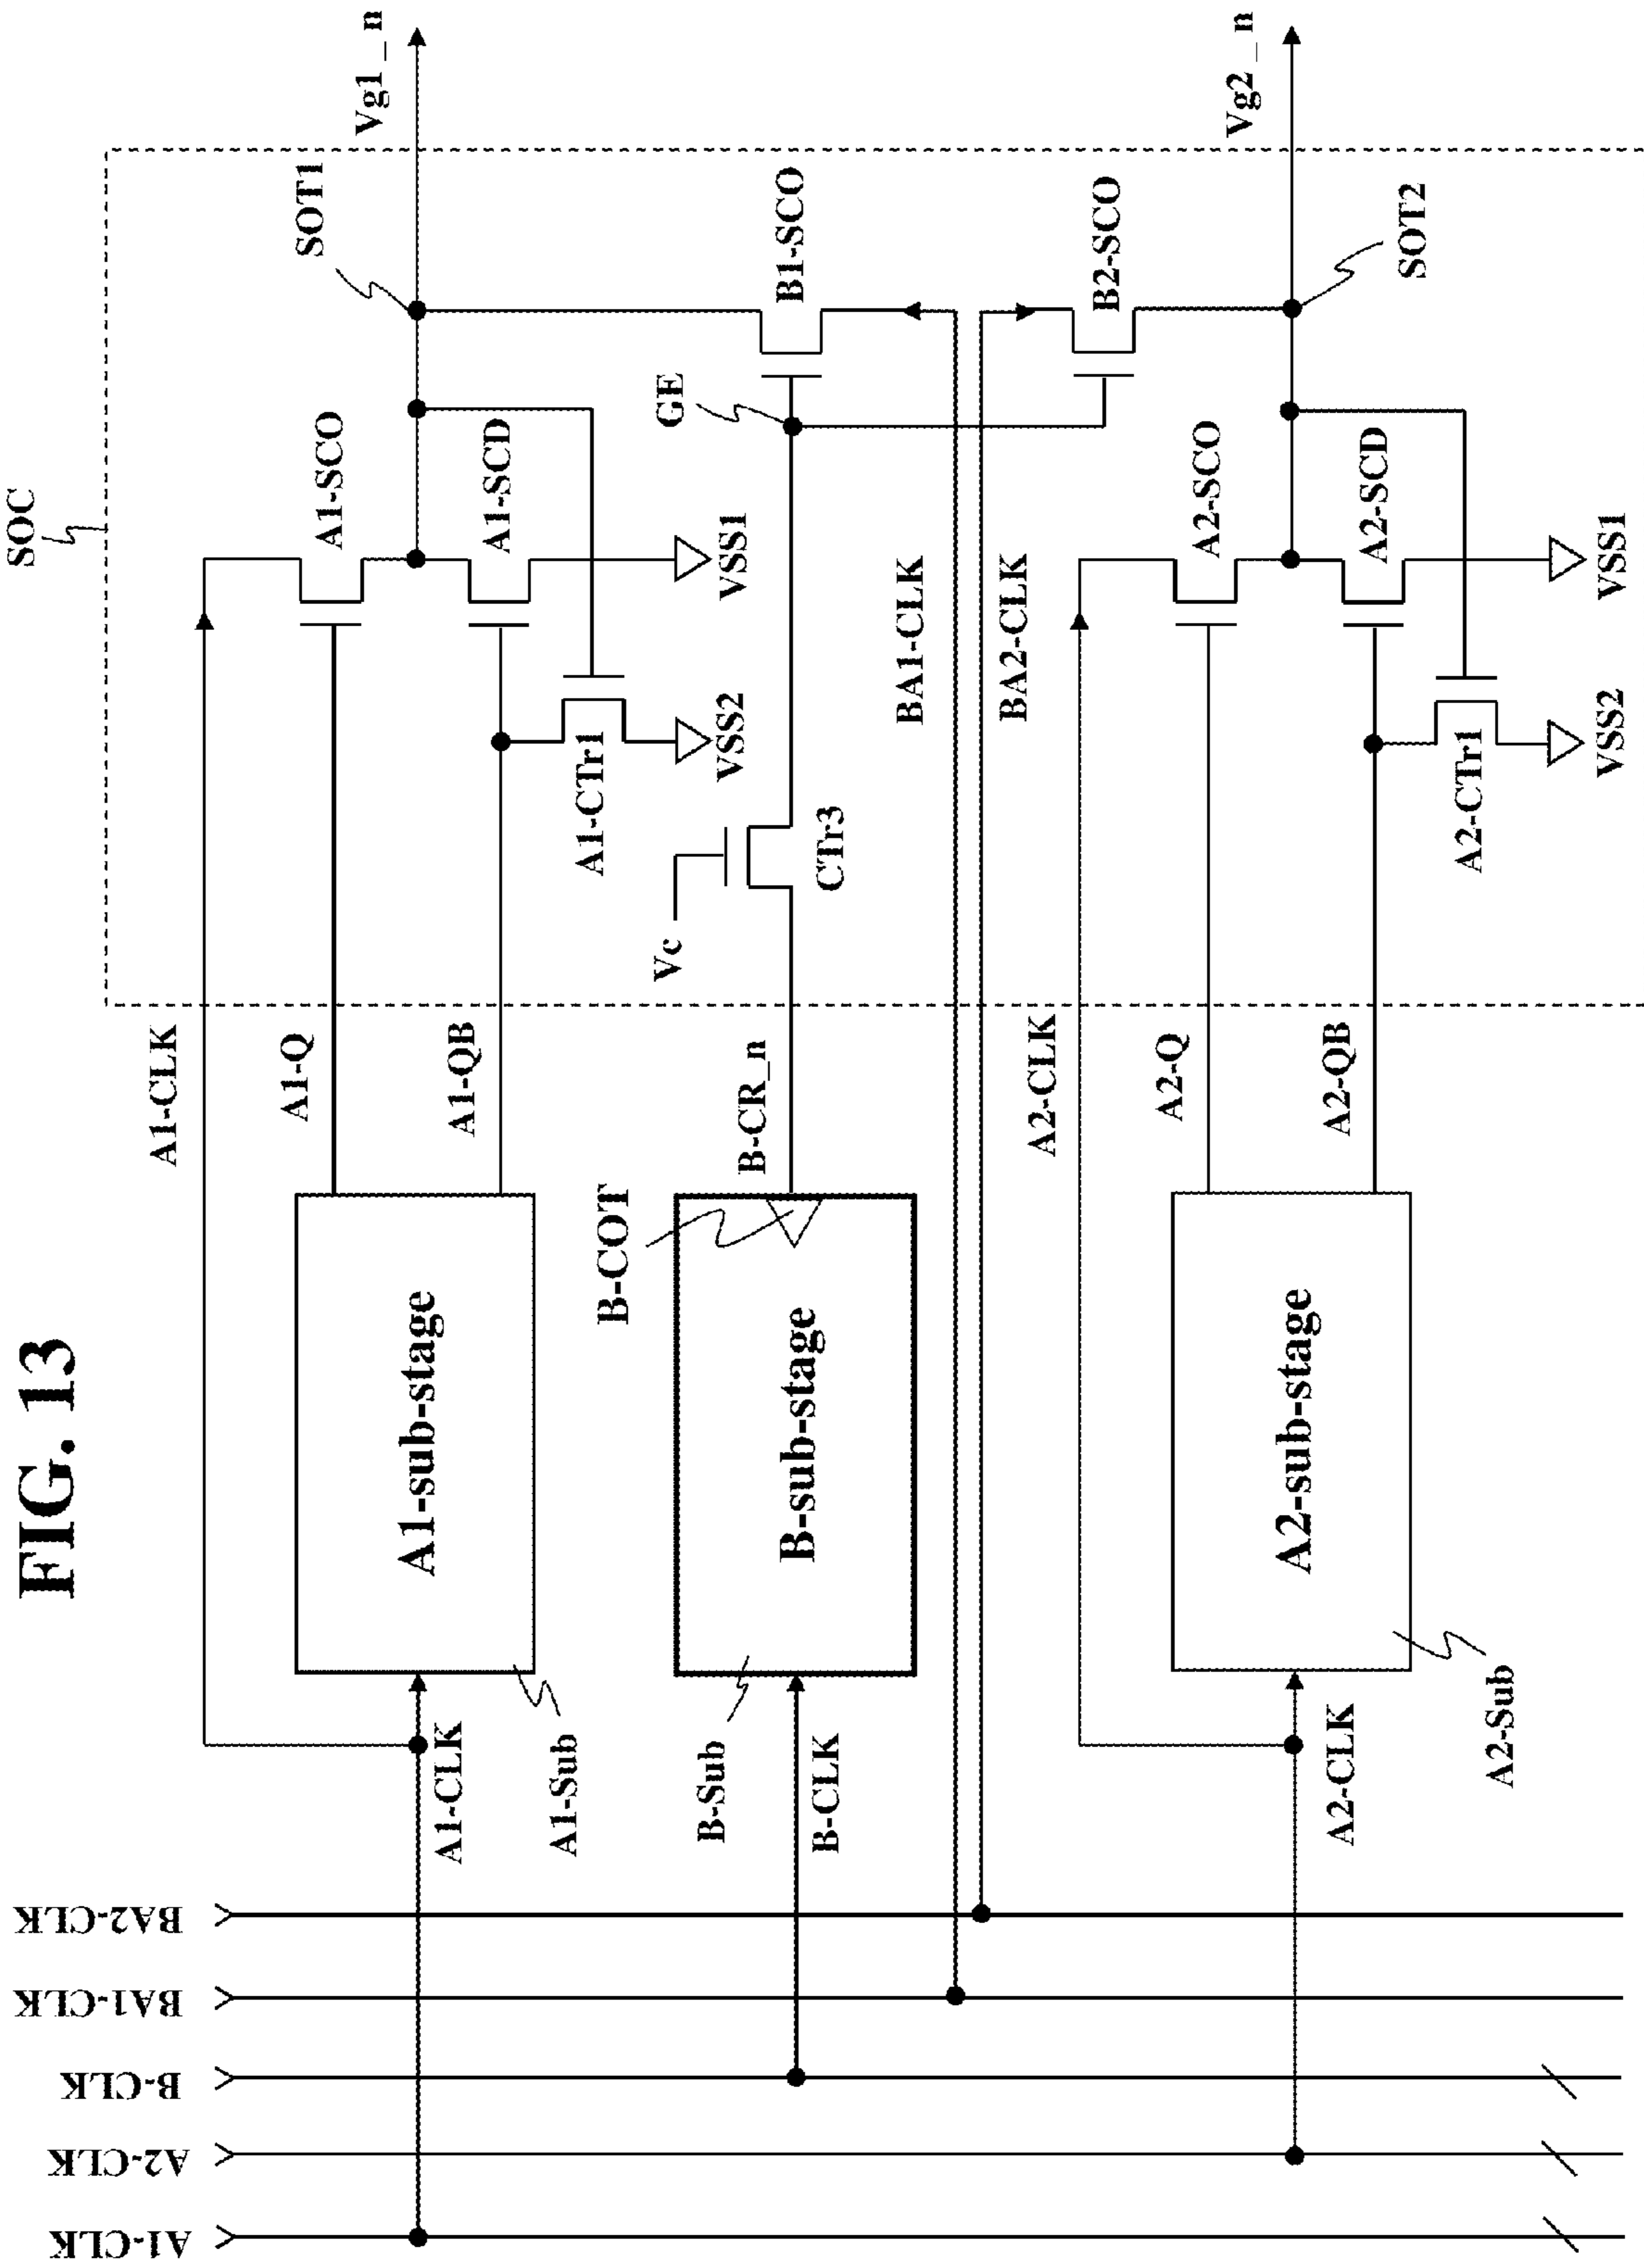 FIG. 13
SOC
A1-CLK
A2-CLK
B-CLK
BA1-CLK
BA2-CLK
A1-CLK
A1-Sub
A1-sub-stage
A1-CLK
A1-Q
A1-QB
A1-SCO
A1-SCD
A1-CTr1
VSS2
VSS1
SOT1
Vg1_n
B-CLK
B-Sub
B-sub-stage
B-COT
B-CR_n
Vc
CTr3
GE
B1-SCO
BA1-CLK
BA2-CLK
B2-SCO
A2-CLK
A2-Sub
A2-sub-stage
A2-CLK
A2-Q
A2-QB
A2-SCO
A2-SCD
A2-CTr1
VSS2
VSS1
SOT2
Vg2_n